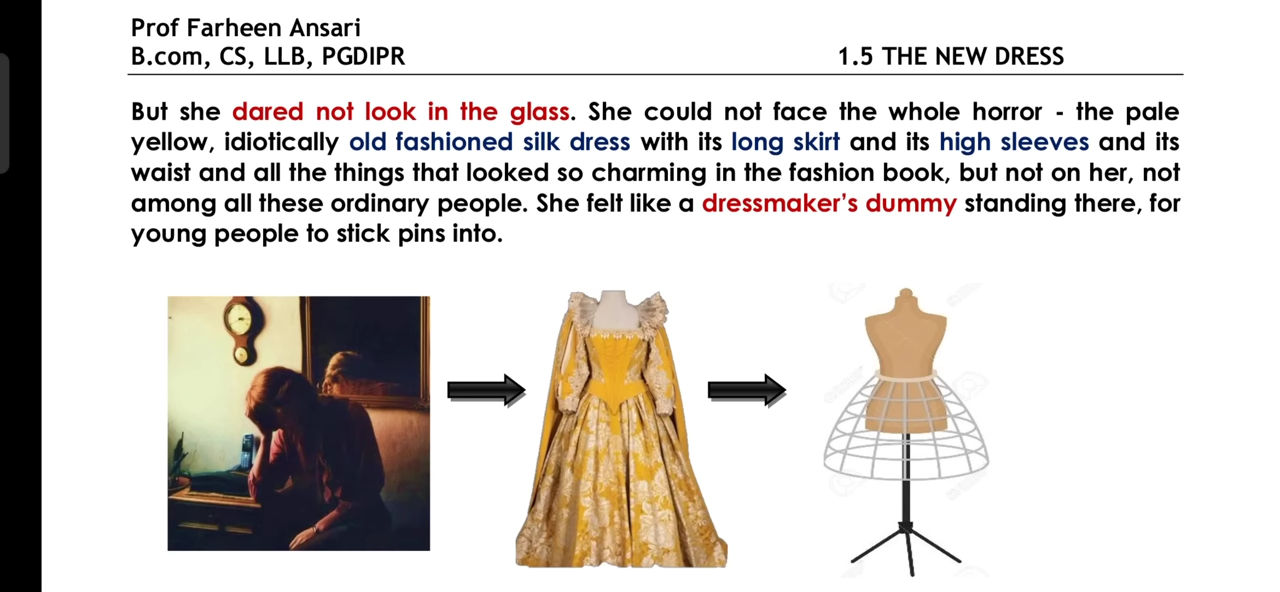 Prof Farheen Ansari
B.com, CS, LLB, PGDIPR
1.5 THE NEW DRESS
But she dared not look in the glass. She could not face the whole horror - the pale
yellow, idiotically old fashioned silk dress with its long skirt and its high sleeves and its
waist and all the things that looked so charming in the fashion book, but not on her, not
among all these ordinary people. She felt like a dressmaker’s dummy standing there, for
young people to stick pins into.